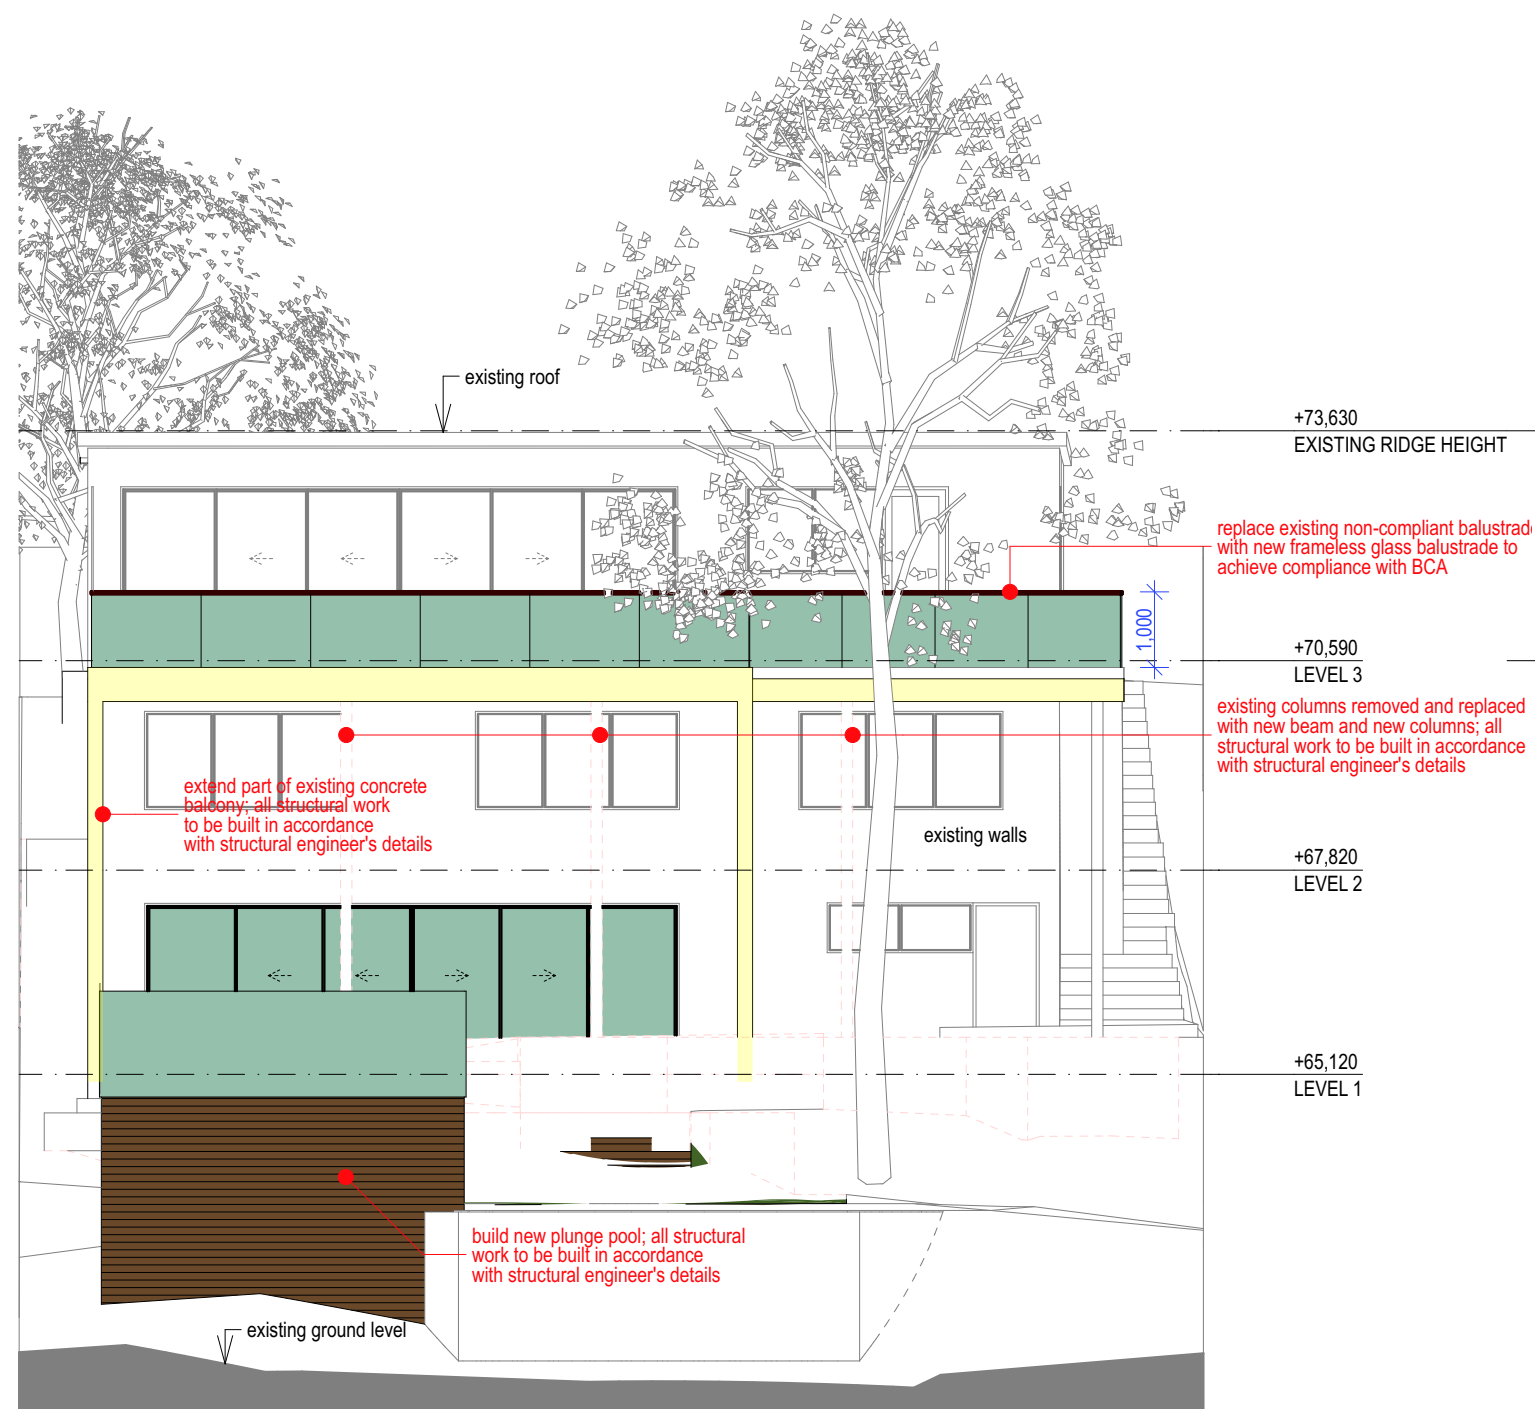 existing roof
+73,630
EXISTING RIDGE HEIGHT
replace existing non-compliant balustrade
with new frameless glass balustrade to
achieve compliance with BCA
1,000
+70,590
LEVEL 3
existing columns removed and replaced
with new beam and new columns; all
structural work to be built in accordance
with structural engineer's details
extend part of existing concrete
balcony; all structural work
to be built in accordance
with structural engineer's details
existing walls
+67,820
LEVEL 2
+65,120
LEVEL 1
build new plunge pool; all structural
work to be built in accordance
with structural engineer's details
existing ground level